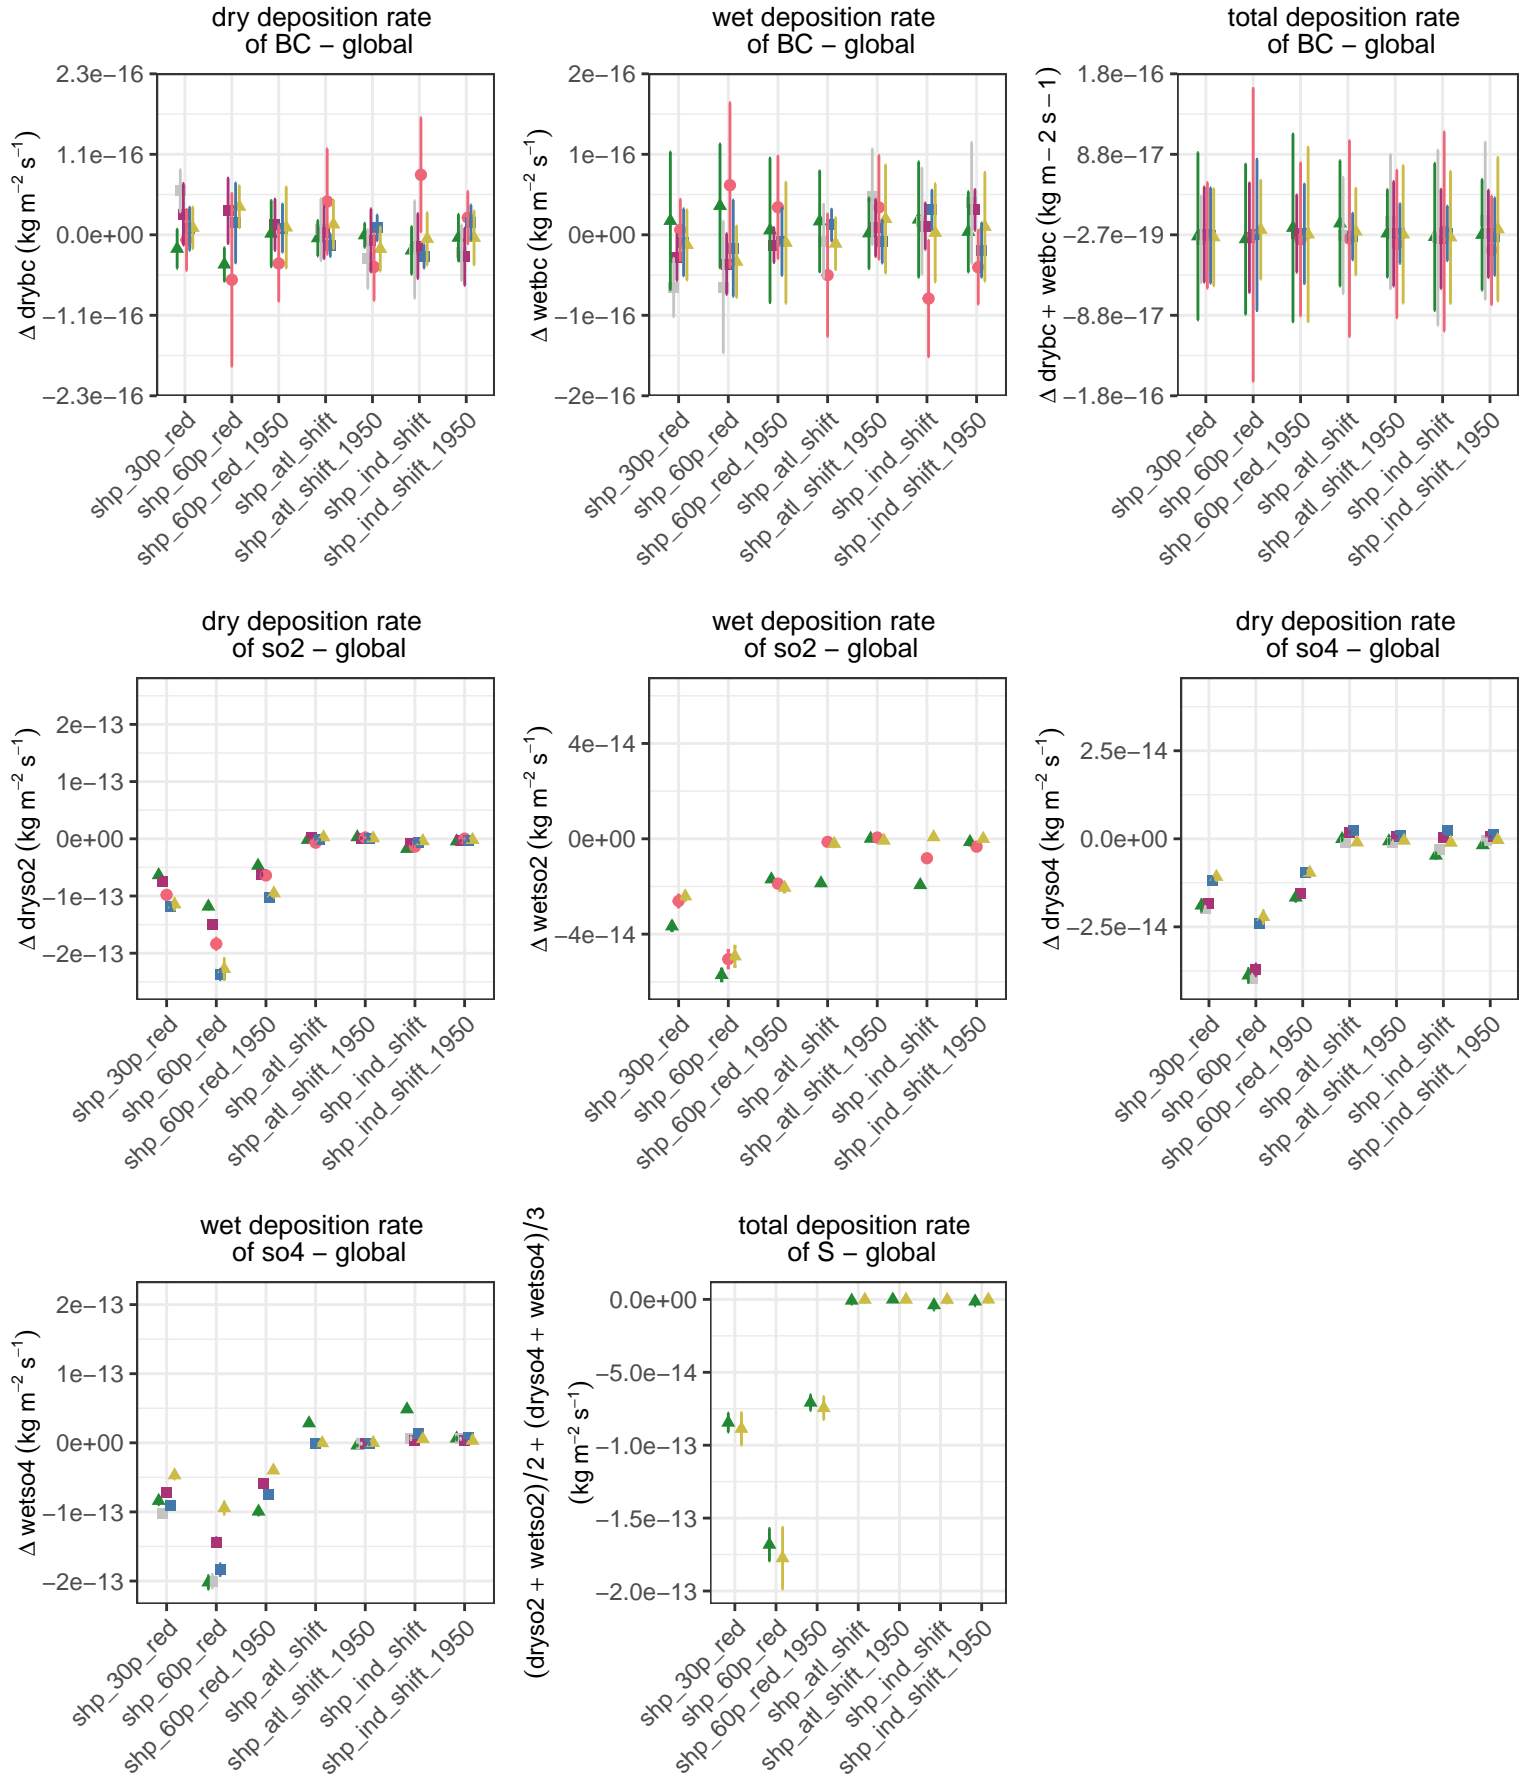 dry deposition rate
of BC − global
Δ drybc (kg m−2 s−1)
2.3e−16
1.1e−16
0.0e+00
−1.1e−16
−2.3e−16
shp_30p_red
shp_60p_red
shp_60p_red_1950
shp_atl_shift
shp_atl_shift_1950
shp_ind_shift
shp_ind_shift_1950
wet deposition rate
of BC − global
Δ wetbc (kg m−2 s−1)
2e−16
1e−16
0e+00
−1e−16
−2e−16
shp_30p_red
shp_60p_red
shp_60p_red_1950
shp_atl_shift
shp_atl_shift_1950
shp_ind_shift
shp_ind_shift_1950
total deposition rate
of BC − global
Δ drybc + wetbc (kg m − 2 s − 1)
1.8e−16
8.8e−17
−2.7e−19
−8.8e−17
−1.8e−16
shp_30p_red
shp_60p_red
shp_60p_red_1950
shp_atl_shift
shp_atl_shift_1950
shp_ind_shift
shp_ind_shift_1950
dry deposition rate
of so2 − global
Δ dryso2 (kg m−2 s−1)
2e−13
1e−13
0e+00
−1e−13
−2e−13
shp_30p_red
shp_60p_red
shp_60p_red_1950
shp_atl_shift
shp_atl_shift_1950
shp_ind_shift
shp_ind_shift_1950
wet deposition rate
of so2 − global
Δ wetso2 (kg m−2 s−1)
4e−14
0e+00
−4e−14
shp_30p_red
shp_60p_red
shp_60p_red_1950
shp_atl_shift
shp_atl_shift_1950
shp_ind_shift
shp_ind_shift_1950
dry deposition rate
of so4 − global
Δ dryso4 (kg m−2 s−1)
2.5e−14
0.0e+00
−2.5e−14
shp_30p_red
shp_60p_red
shp_60p_red_1950
shp_atl_shift
shp_atl_shift_1950
shp_ind_shift
shp_ind_shift_1950
wet deposition rate
of so4 − global
Δ wetso4 (kg m−2 s−1)
2e−13
1e−13
0e+00
−1e−13
−2e−13
shp_30p_red
shp_60p_red
shp_60p_red_1950
shp_atl_shift
shp_atl_shift_1950
shp_ind_shift
shp_ind_shift_1950
total deposition rate
of S − global
(dryso2 + wetso2)/2 + (dryso4 + wetso4)/3
(kg m−2 s−1)
0.0e+00
−5.0e−14
−1.0e−13
−1.5e−13
−2.0e−13
shp_30p_red
shp_60p_red
shp_60p_red_1950
shp_atl_shift
shp_atl_shift_1950
shp_ind_shift
shp_ind_shift_1950